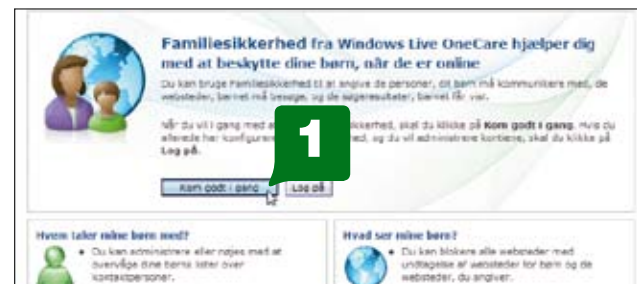 Familiesikkerhed fra Windows Live OneCare hjælper dig
med at beskytte dine børn, når de er online
Du kan bruge Familiesikkerhed til at angive de personer, dit barn må kommunikere med, de
websteder, barnet må besøge, og de søgeresultater, barnet får vist.
Når du vil i gang med at sikkerhed, skal du klikke på Kom godt i gang. Hvis du
allerede har konfigureret hed, og du vil administrere kontiene, skal du klikke på
Log på.
1
Kom godt i gang
Log på
Hvem taler mine børn med?
Du kan administrere eller nøjes med at
overvåge dine børns lister over
kontaktpersoner.
Hvad ser mine børn?
Du kan blokere alle websteder med
undtagelse af websteder for børn og de
websteder, du angiver.